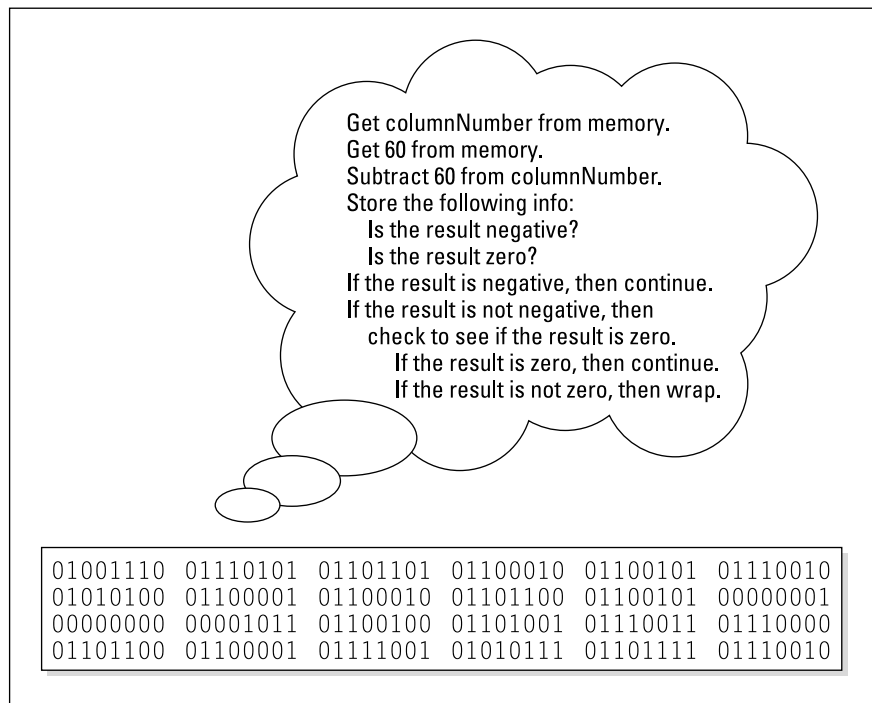 Get columnNumber from memory.
Get 60 from memory.
Subtract 60 from columnNumber.
Store the following info:
Is the result negative?
Is the result zero?
If the result is negative, then continue.
If the result is not negative, then
check to see if the result is zero.
If the result is zero, then continue.
If the result is not zero, then wrap.
01001110 01110101 01101101 01100010 01100101 01110010
01010100 01100001 01100010 01101100 01100101 00000001
00000000 00001011 01100100 01101001 01110011 01110000
01101100 01100001 01111001 01010111 01101111 01110010